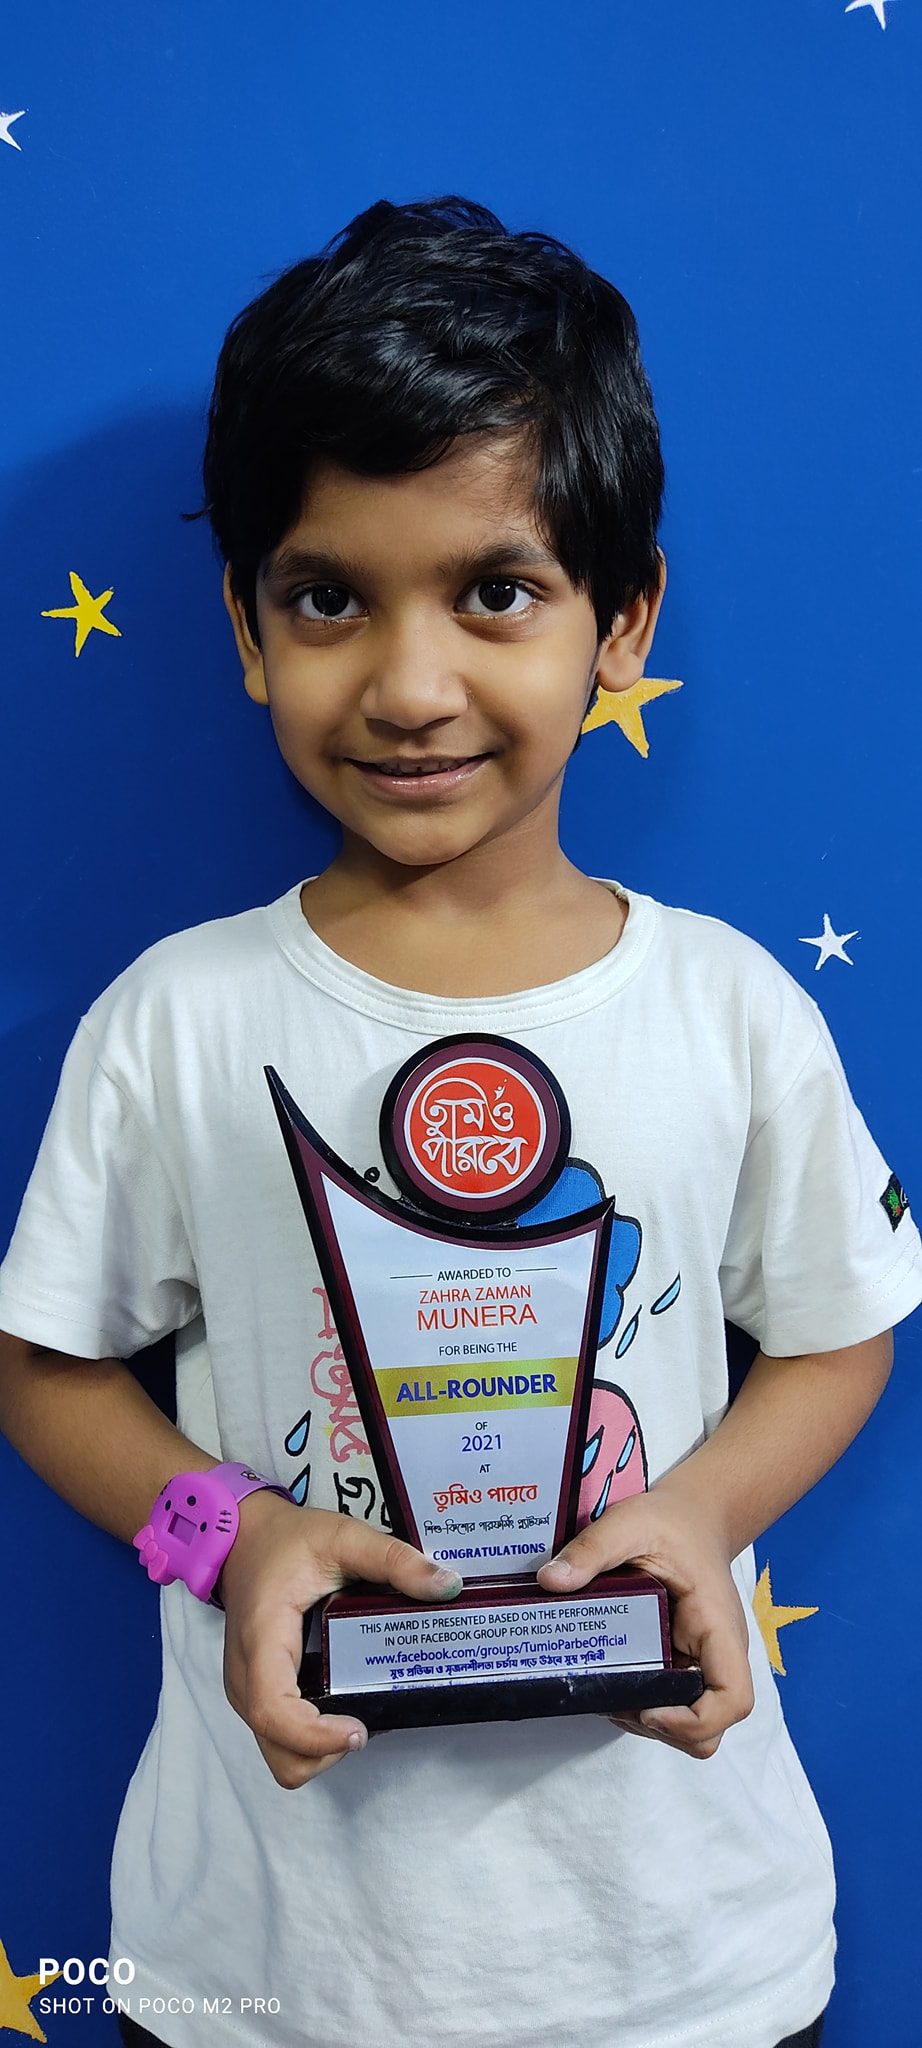 তুমিও
পারবে
AWARDED TO
ZAHRA ZAMAN
MUNERA
FOR BEING THE
ALL-ROUNDER
OF
2021
AT
তুমিও পারবে
শিশু-কিশোর পারফর্মিং প্ল্যাটফর্ম
CONGRATULATIONS
THIS AWARD IS PRESENTED BASED ON THE PERFORMANCE
IN OUR FACEBOOK GROUP FOR KIDS AND TEENS
www.facebook.com/groups/TumioParbeOfficial
সুপ্ত প্রতিভা ও সৃজনশীলতা চর্চায় গড়ে উঠবে সুস্থ পৃথিবী
POCO
SHOT ON POCO M2 PRO